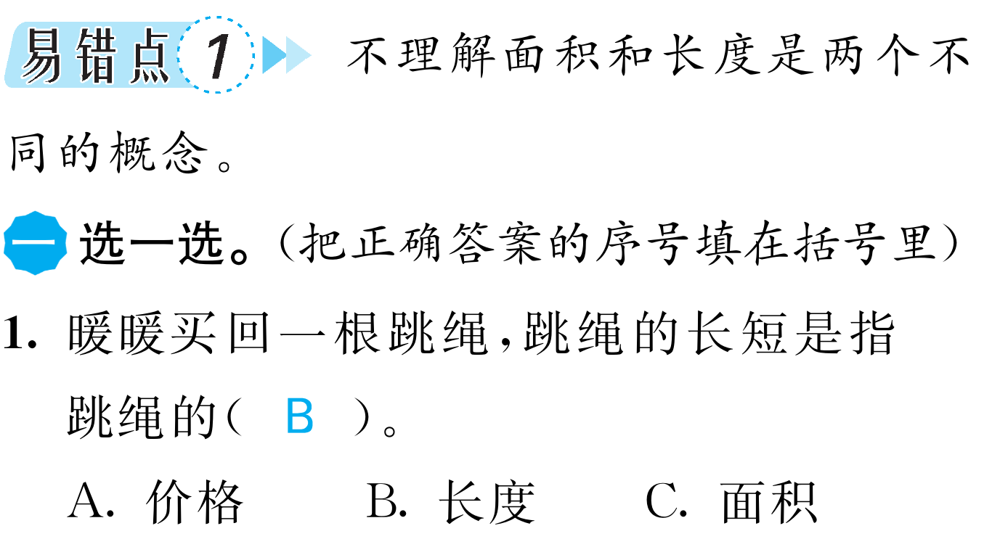 易错点1 不理解面积和长度是两个不
同的概念。
一 选一选。(把正确答案的序号填在括号里)
1. 暖暖买回一根跳绳,跳绳的长短是指
跳绳的( B )。
A. 价格 B. 长度 C. 面积